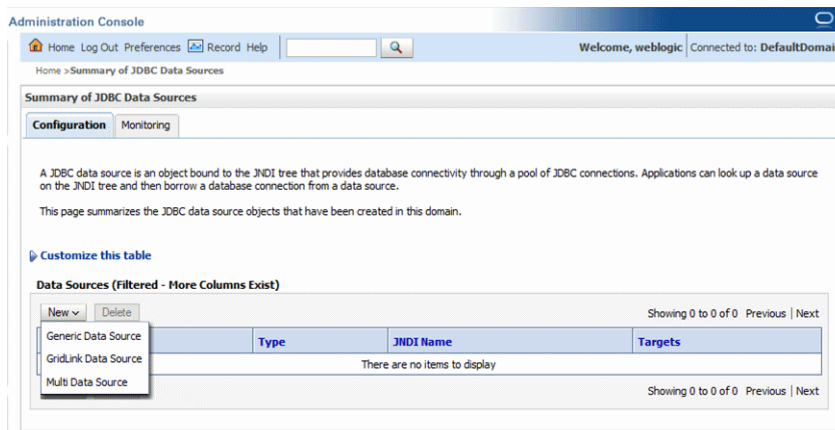 Administration Console
Home Log Out Preferences Record Help
Welcome, weblogic Connected to: DefaultDomai
Home >Summary of JDBC Data Sources
Summary of JDBC Data Sources
Configuration Monitoring
A JDBC data source is an object bound to the JNDI tree that provides database connectivity through a pool of JDBC connections. Applications can look up a data source
on the JNDI tree and then borrow a database connection from a data source.
This page summarizes the JDBC data source objects that have been created in this domain.
Customize this table
Data Sources (Filtered - More Columns Exist)
New Delete
Showing 0 to 0 of 0 Previous | Next
Generic Data Source
GridLink Data Source
Multi Data Source
Type JNDI Name Targets
There are no items to display
Showing 0 to 0 of 0 Previous | Next